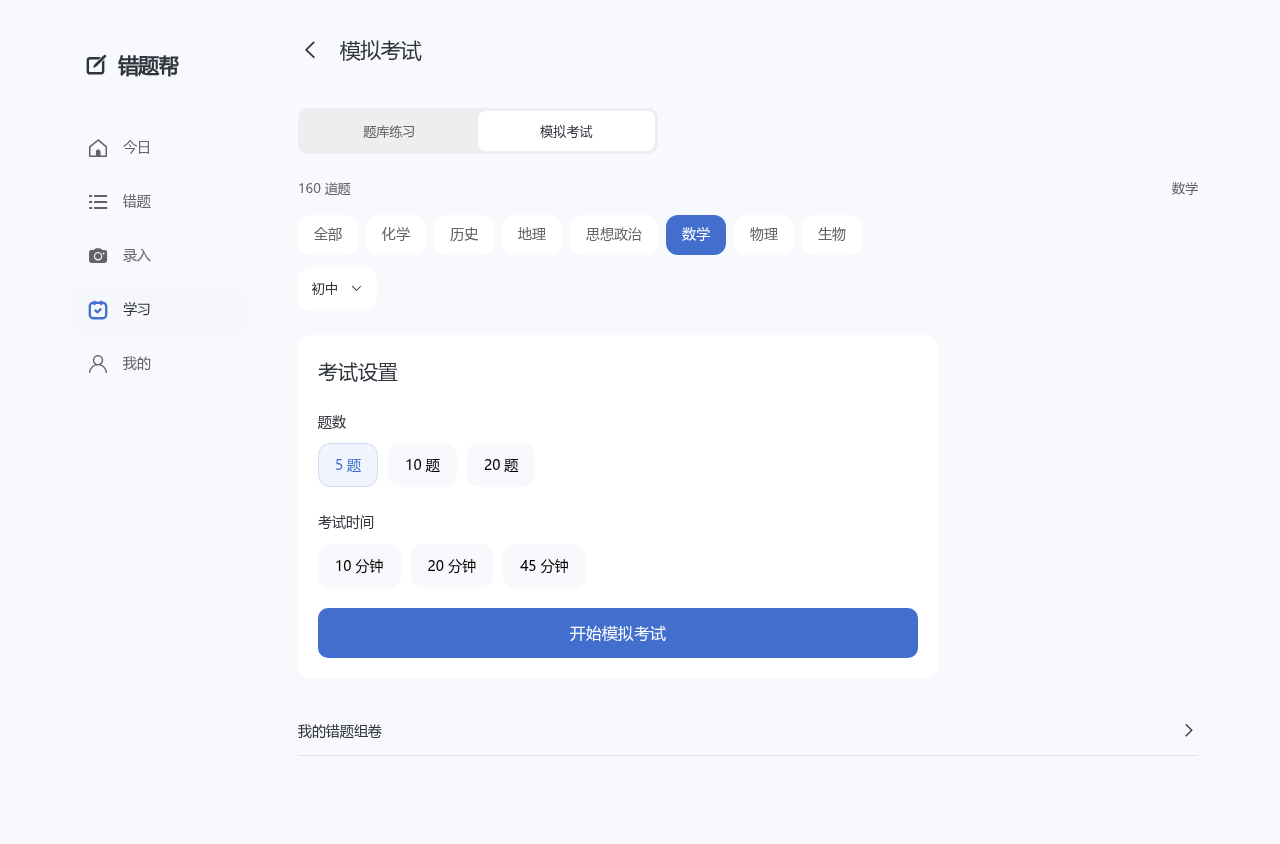 错题帮
今日
错题
录入
学习
我的
模拟考试
题库练习 模拟考试
160 道题 数学
全部 化学 历史 地理 思想政治 数学 物理 生物
初中
考试设置
题数
5 题 10 题 20 题
考试时间
10 分钟 20 分钟 45 分钟
开始模拟考试
我的错题组卷